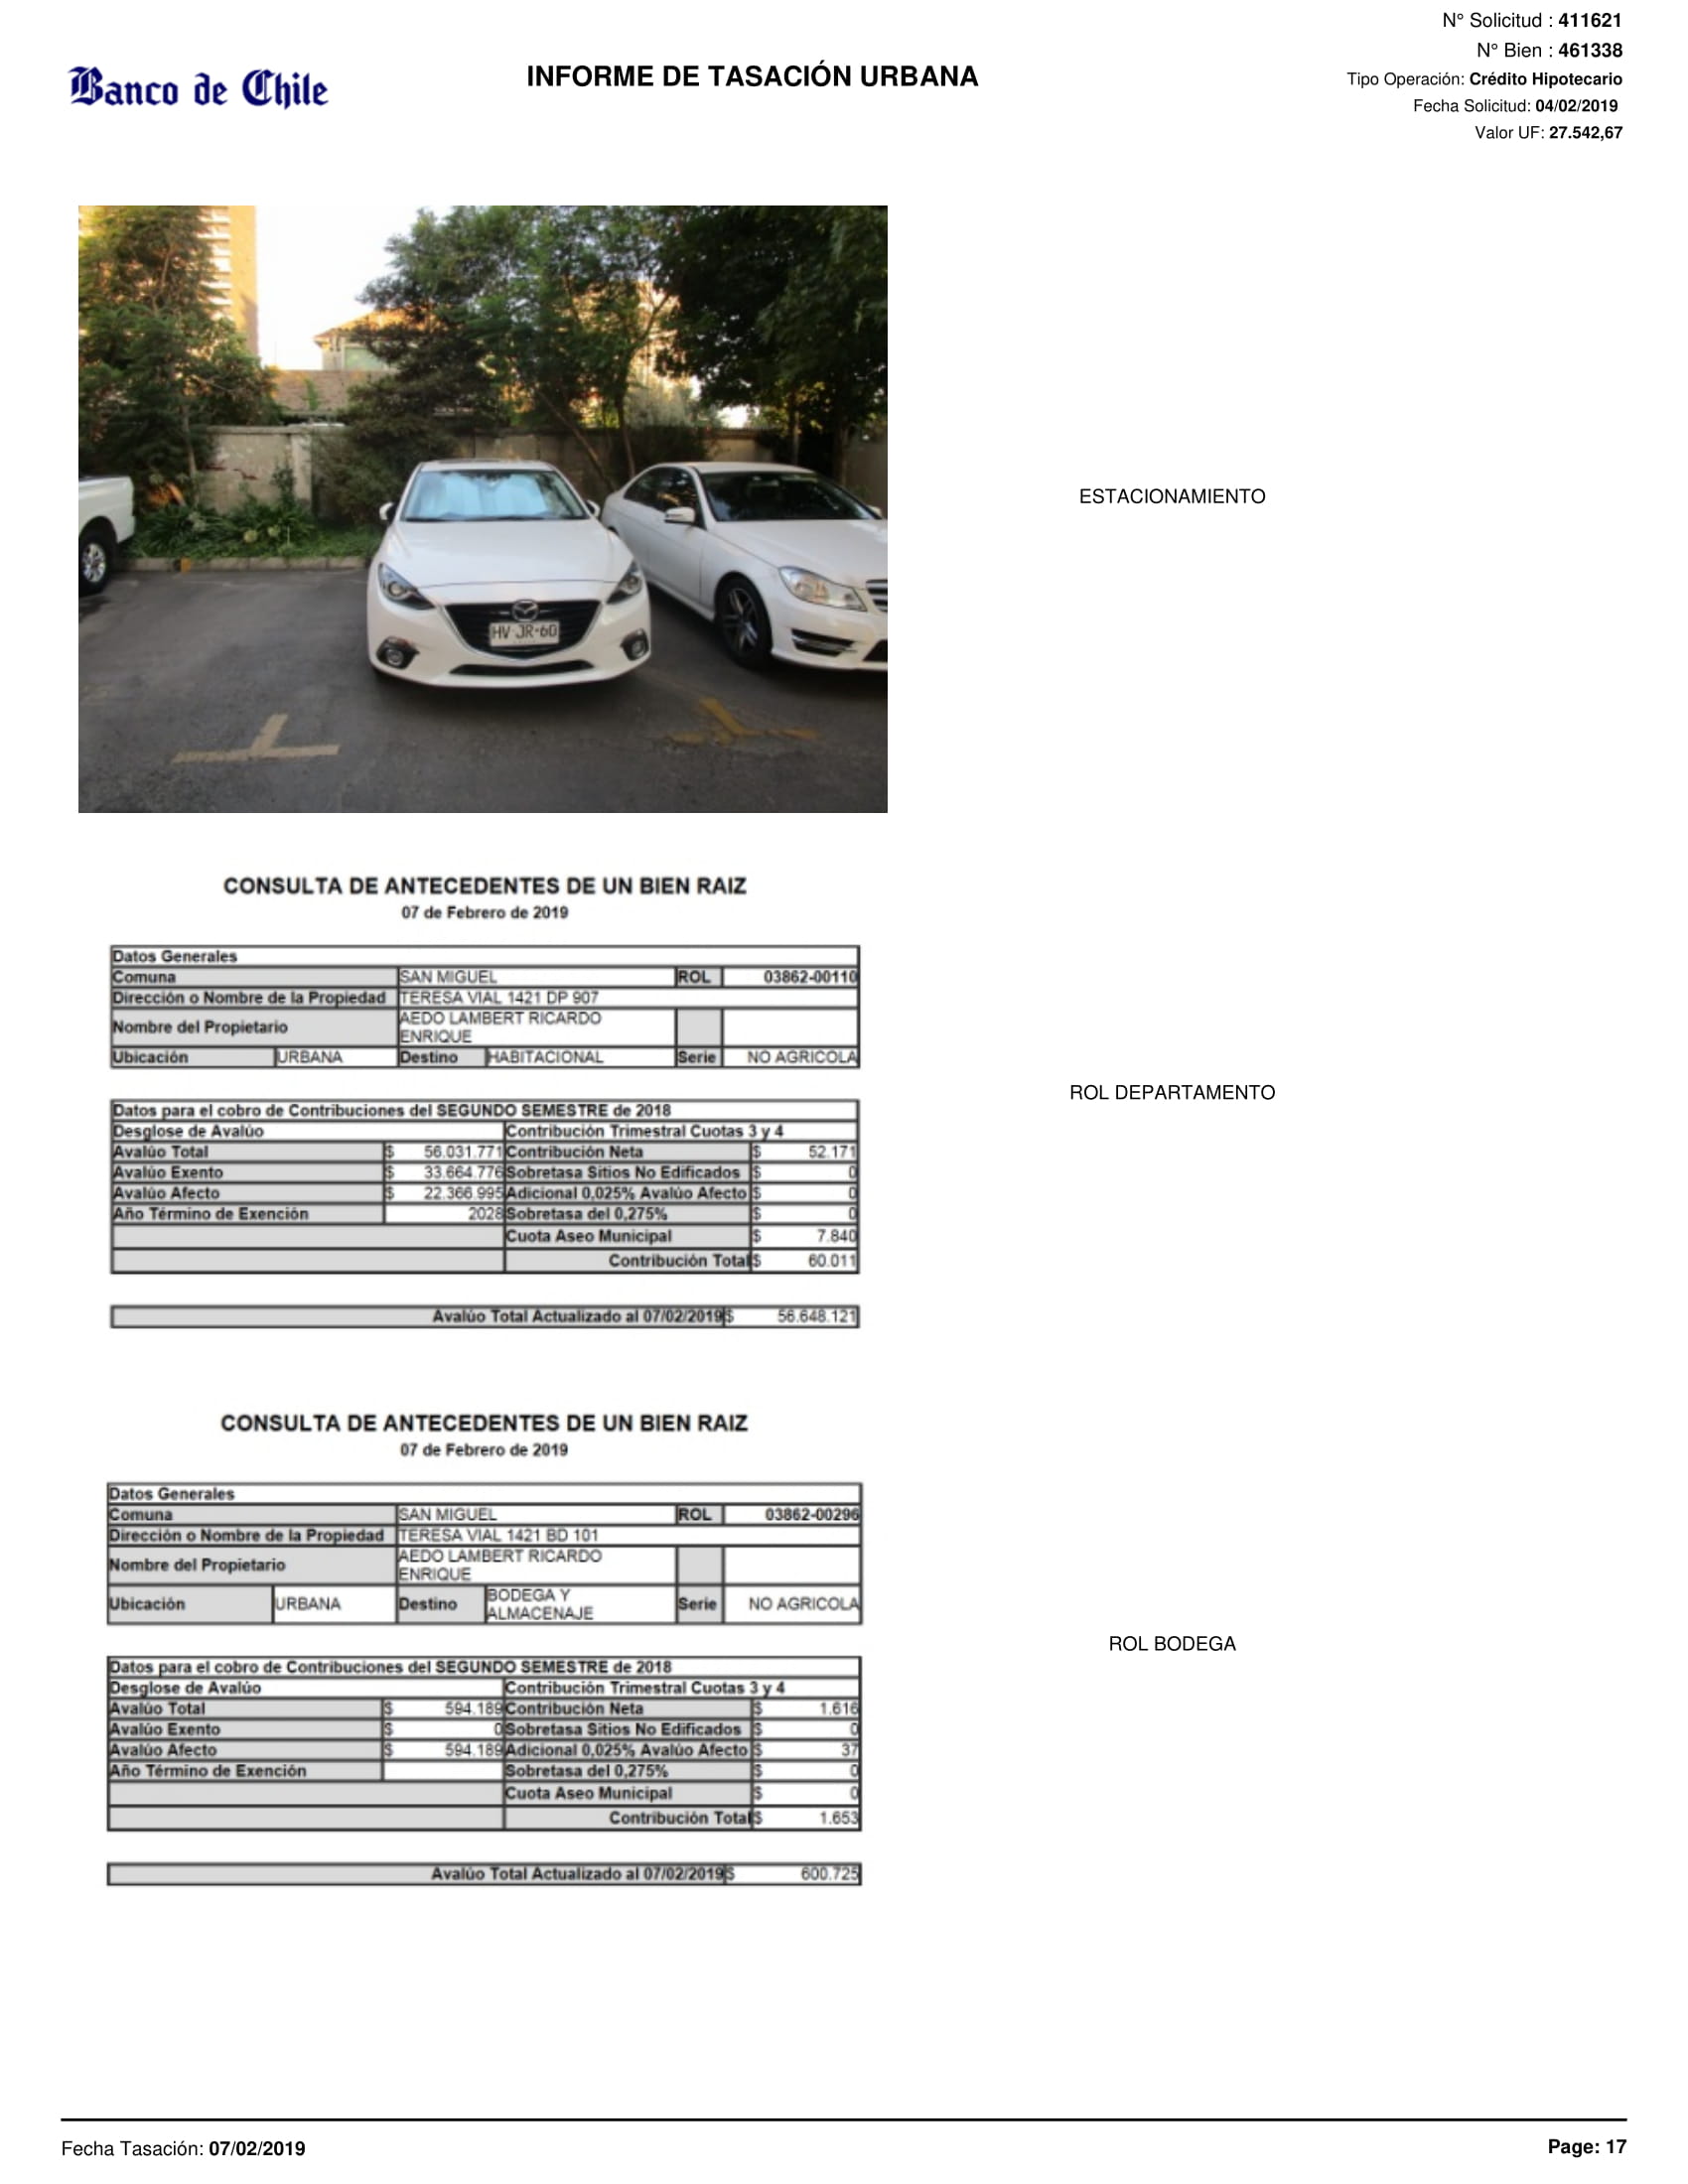 N° Solicitud : 411621
N° Bien : 461338
Banco de Chile
INFORME DE TASACIÓN URBANA
Tipo Operación: Crédito Hipotecario
Fecha Solicitud: 04/02/2019
Valor UF: 27.542,67
HV·JR·60
ESTACIONAMIENTO
CONSULTA DE ANTECEDENTES DE UN BIEN RAIZ
07 de Febrero de 2019
Datos Generales
Comuna SAN MIGUEL ROL 03862-00110
Dirección o Nombre de la Propiedad TERESA VIAL 1421 DP 907
Nombre del Propietario AEDO LAMBERT RICARDO
ENRIQUE
Ubicación URBANA Destino HABITACIONAL Serie NO AGRICOLA
ROL DEPARTAMENTO
Datos para el cobro de Contribuciones del SEGUNDO SEMESTRE de 2018
Desglose de Avalúo Contribución Trimestral Cuotas 3 y 4
Avalúo Total $ 56.031.771 Contribución Neta $ 52.171
Avalúo Exento $ 33.664.776 Sobretasa Sitios No Edificados $ 0
Avalúo Afecto $ 22.366.995 Adicional 0,025% Avalúo Afecto $ 0
Año Término de Exención 2028 Sobretasa del 0,275% $ 0
Cuota Aseo Municipal $ 7.840
Contribución Total $ 60.011
Avalúo Total Actualizado al 07/02/2019 $ 56.648.121
CONSULTA DE ANTECEDENTES DE UN BIEN RAIZ
07 de Febrero de 2019
Datos Generales
Comuna SAN MIGUEL ROL 03862-00296
Dirección o Nombre de la Propiedad TERESA VIAL 1421 BD 101
Nombre del Propietario AEDO LAMBERT RICARDO
ENRIQUE
Ubicación URBANA Destino BODEGA Y
ALMACENAJE Serie NO AGRICOLA
ROL BODEGA
Datos para el cobro de Contribuciones del SEGUNDO SEMESTRE de 2018
Desglose de Avalúo Contribución Trimestral Cuotas 3 y 4
Avalúo Total $ 594.189 Contribución Neta $ 1.616
Avalúo Exento $ 0 Sobretasa Sitios No Edificados $ 0
Avalúo Afecto $ 594.189 Adicional 0,025% Avalúo Afecto $ 37
Año Término de Exención Sobretasa del 0,275% $ 0
Cuota Aseo Municipal $ 0
Contribución Total $ 1.653
Avalúo Total Actualizado al 07/02/2019 $ 600.725
Fecha Tasación: 07/02/2019
Page: 17